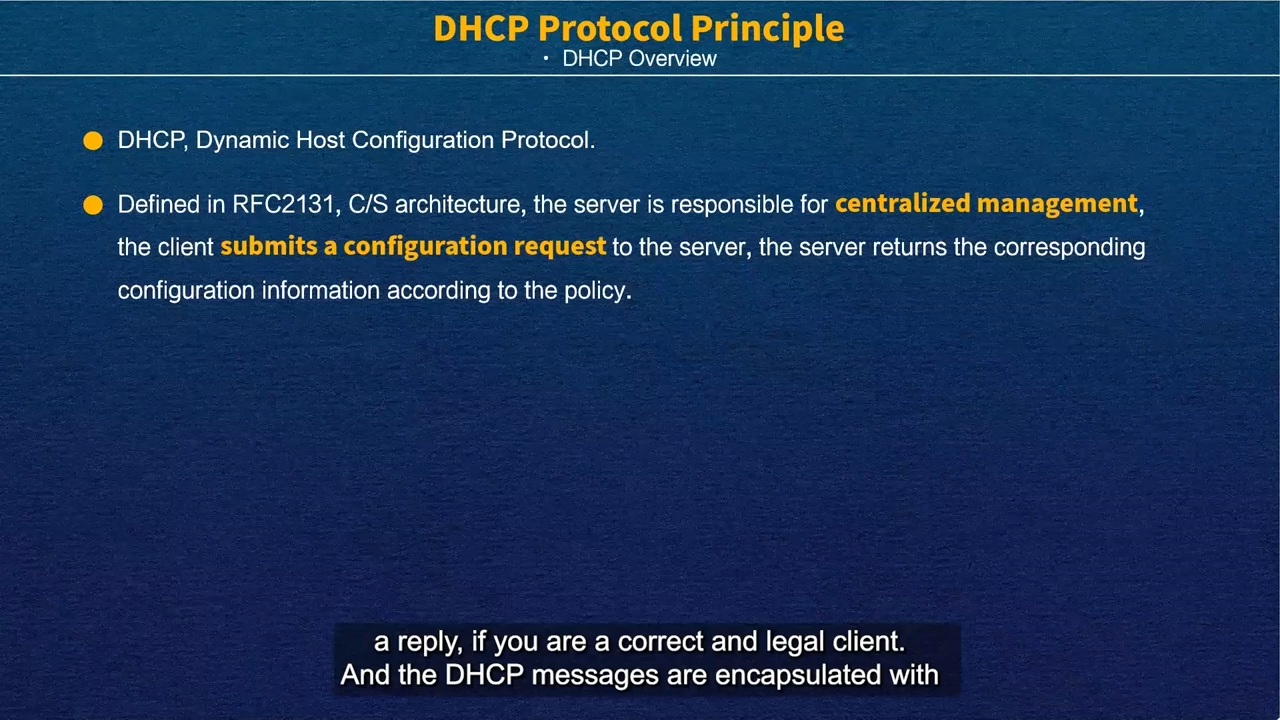 DHCP Protocol Principle
• DHCP Overview
DHCP, Dynamic Host Configuration Protocol.
Defined in RFC2131, C/S architecture, the server is responsible for centralized management,
the client submits a configuration request to the server, the server returns the corresponding
configuration information according to the policy.
a reply, if you are a correct and legal client.
And the DHCP messages are encapsulated with